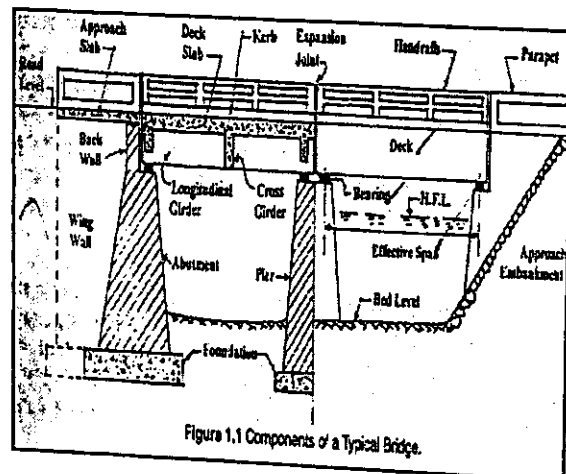 Approach
Slab
Deck
Slab
Kerb
Expansion
Joint
Handrails
Parapet
Road
Level
Back
Wall
Deck
Longitudinal
Girder
Cross
Girder
Bearing
H.F.L.
Wing
Wall
Effective Span
Abutment
Pier
Approach
Embankment
Bed Level
Foundation
Figure 1.1 Components of a Typical Bridge.